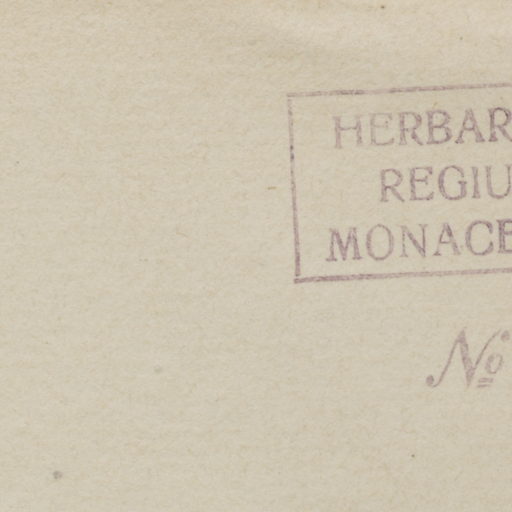 HERBAR
REGIU
MONACE
No